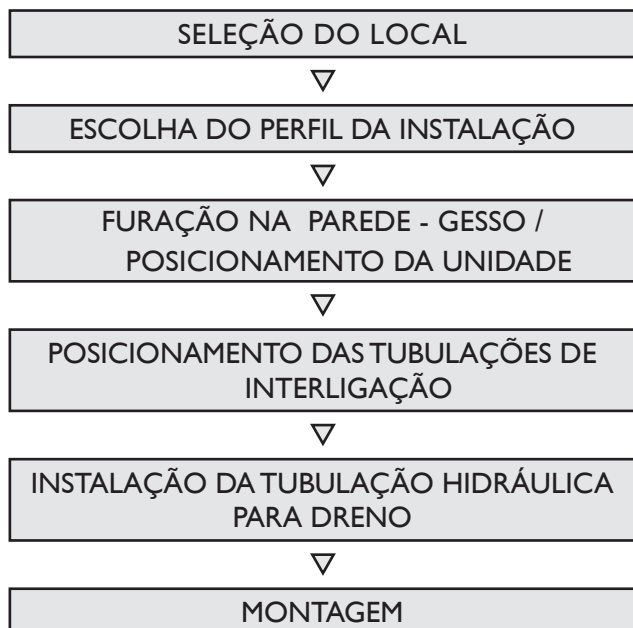 SELEÇÃO DO LOCAL
ESCOLHA DO PERFIL DA INSTALAÇÃO
FURAÇÃO NA PAREDE - GESSO /
POSICIONAMENTO DA UNIDADE
POSICIONAMENTO DAS TUBULAÇÕES DE
INTERLIGAÇÃO
INSTALAÇÃO DA TUBULAÇÃO HIDRÁULICA
PARA DRENO
MONTAGEM